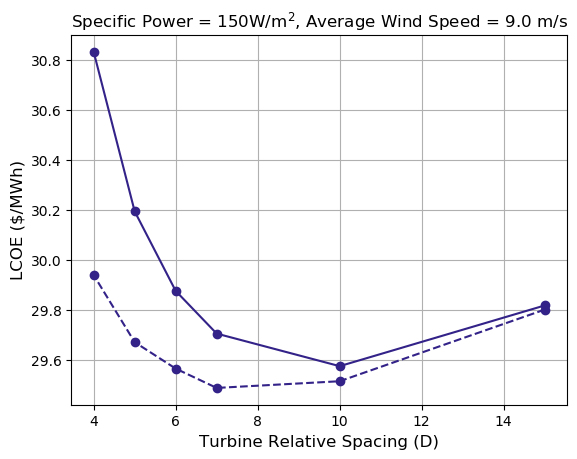 Specific Power = 150W/m², Average Wind Speed = 9.0 m/s
30.8
30.6
30.4
30.2
30.0
29.8
29.6
LCOE ($/MWh)
4 6 8 10 12 14
Turbine Relative Spacing (D)